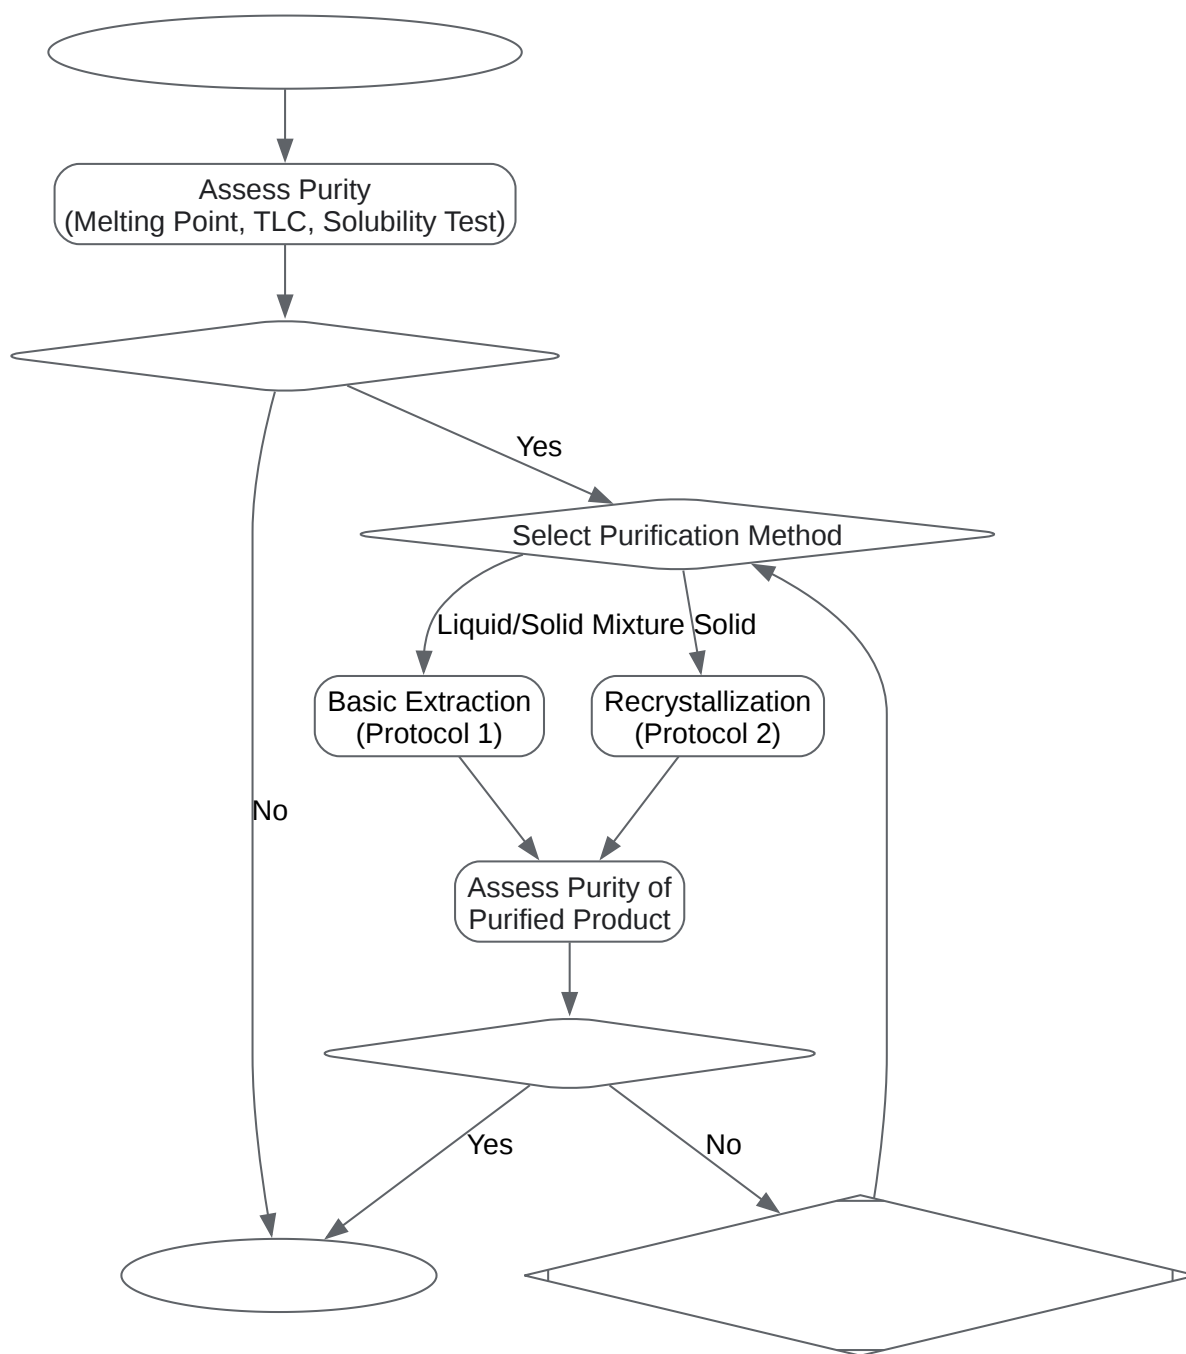 Assess Purity
(Melting Point, TLC, Solubility Test)
Yes
Select Purification Method
Liquid/Solid Mixture
Solid
Basic Extraction
(Protocol 1)
Recrystallization
(Protocol 2)
No
Assess Purity of
Purified Product
Yes
No